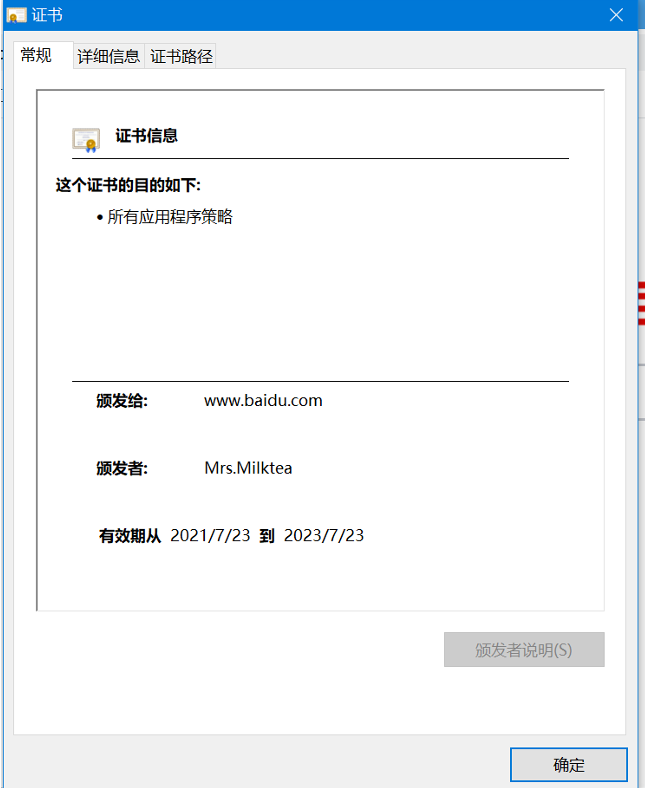 证书
常规 详细信息 证书路径
证书信息
这个证书的目的如下:
• 所有应用程序策略
颁发给: www.baidu.com
颁发者: Mrs.Milktea
有效期从 2021/7/23 到 2023/7/23
颁发者说明(S)
确定